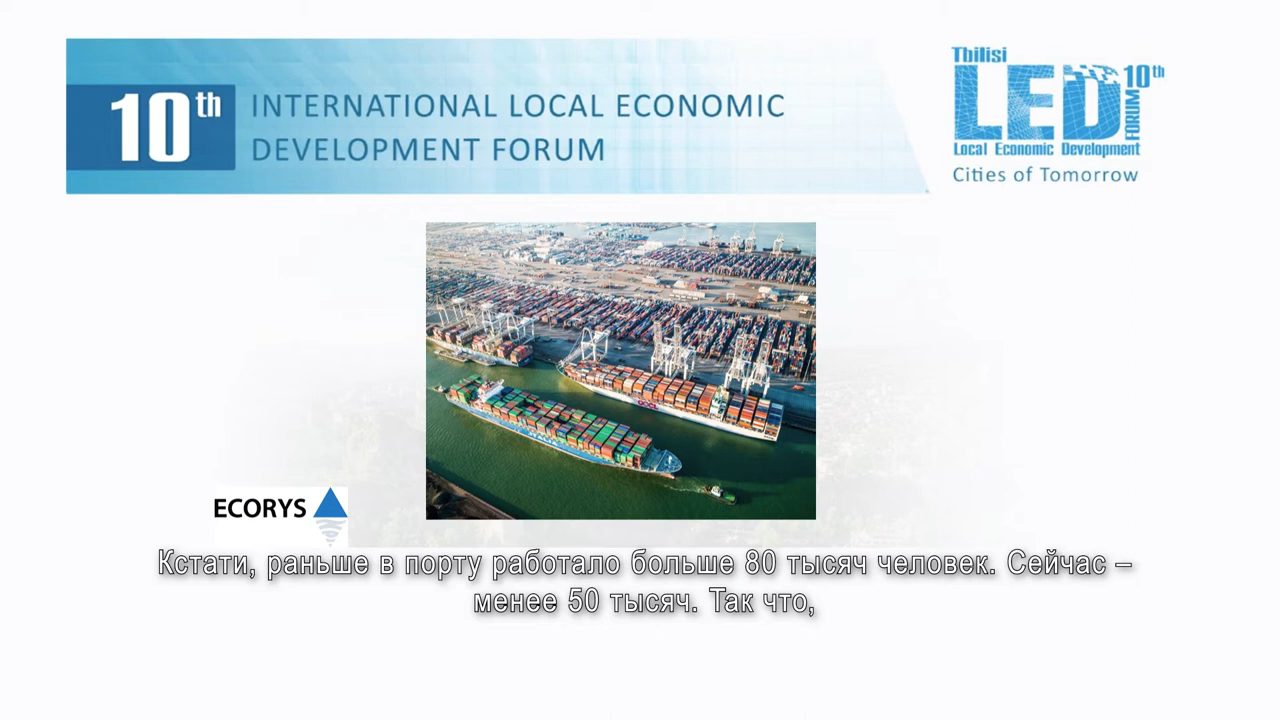 10th
INTERNATIONAL LOCAL ECONOMIC
DEVELOPMENT FORUM
Tbilisi
LED
FORUM
10th
Local Economic Development
Cities of Tomorrow
ECORYS
Кстати, раньше в порту работало больше 80 тысяч человек. Сейчас –
менее 50 тысяч. Так что,